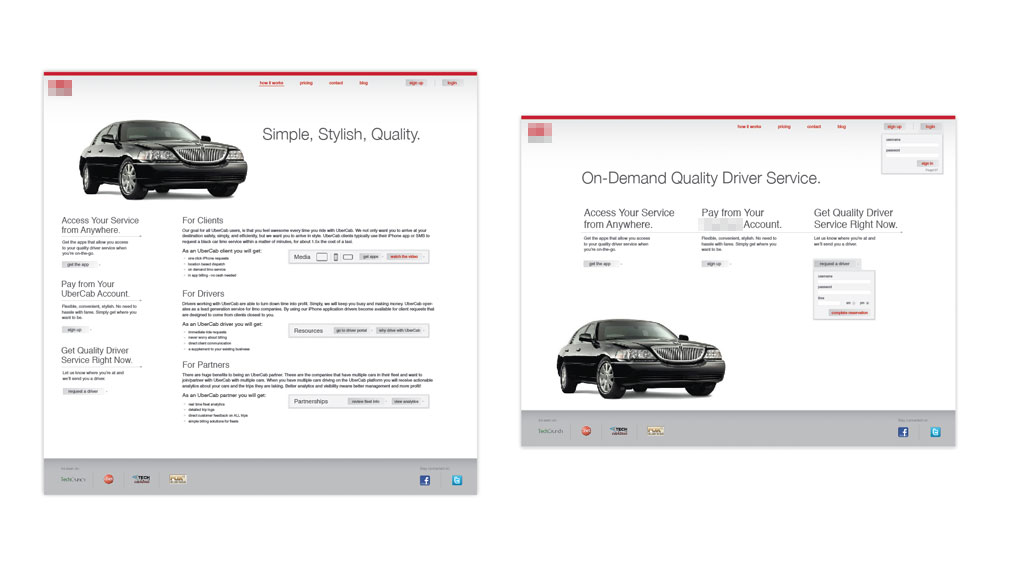 how it works pricing contact blog sign up login
Simple, Stylish, Quality.
Access Your Service
from Anywhere.
Get the apps that allow you access
to your quality driver service when
you're on-the-go.
get the app
Pay from Your
UberCab Account.
Flexible, convenient, stylish. No need to
hassle with fares. Simply get where you
want to be.
sign up
Get Quality Driver
Service Right Now.
Let us know where you're at and
we'll send you a driver.
request a driver
For Clients
Our goal for all UberCab users, is that you feel awesome every time you ride with UberCab. We not only want you to arrive at your
destination safely, simply, and efficiently, but we want you to arrive in style. UberCab clients typically use their iPhone app or SMS to
request a black car limo service within a matter of minutes, for about 1.5x the cost of a taxi.
As an UberCab client you will get:
one click iPhone requests
location based dispatch
on demand limo service
in app billing - no cash needed
Media get apps watch the video
For Drivers
Drivers working with UberCab are able to turn down time into profit. Simply, we will keep you busy and making money. UberCab oper-
ates as a lead generation service for limo companies. By using our iPhone application drivers become available for client requests that
are designed to come from clients closest to you.
As an UberCab driver you will get:
immediate ride requests
never worry about billing
direct client communication
a supplement to your existing business
Resources go to driver portal why drive with UberCab
For Partners
There are huge benefits to being an UberCab partner. These are the companies that have multiple cars in their fleet and want to
join/partner with UberCab with multiple cars. When you have multiple cars driving on the UberCab platform you will receive actionable
analytics about your cars and the trips they are taking. Better analytics and visibility means better management and more profit!
As an UberCab partner you will get:
real time fleet analytics
detailed trip logs
direct customer feedback on ALL trips
simple billing solutions for fleets
Partnerships review fleet info view analytics
As seen on:
TechCrunch
Stay connected on:
how it works pricing contact blog sign up login
username
password
sign in
On-Demand Quality Driver Service.
Access Your Service
from Anywhere.
Get the apps that allow you access
to your quality driver service when
you're on-the-go.
get the app
Pay from Your
Account.
Flexible, convenient, stylish. No need to
hassle with fares. Simply get where you
want to be.
sign up
Get Quality Driver
Service Right Now.
Let us know where you're at and
we'll send you a driver.
request a driver
username
password
time
am pm
complete reservation
As seen on:
TechCrunch
Stay connected on: